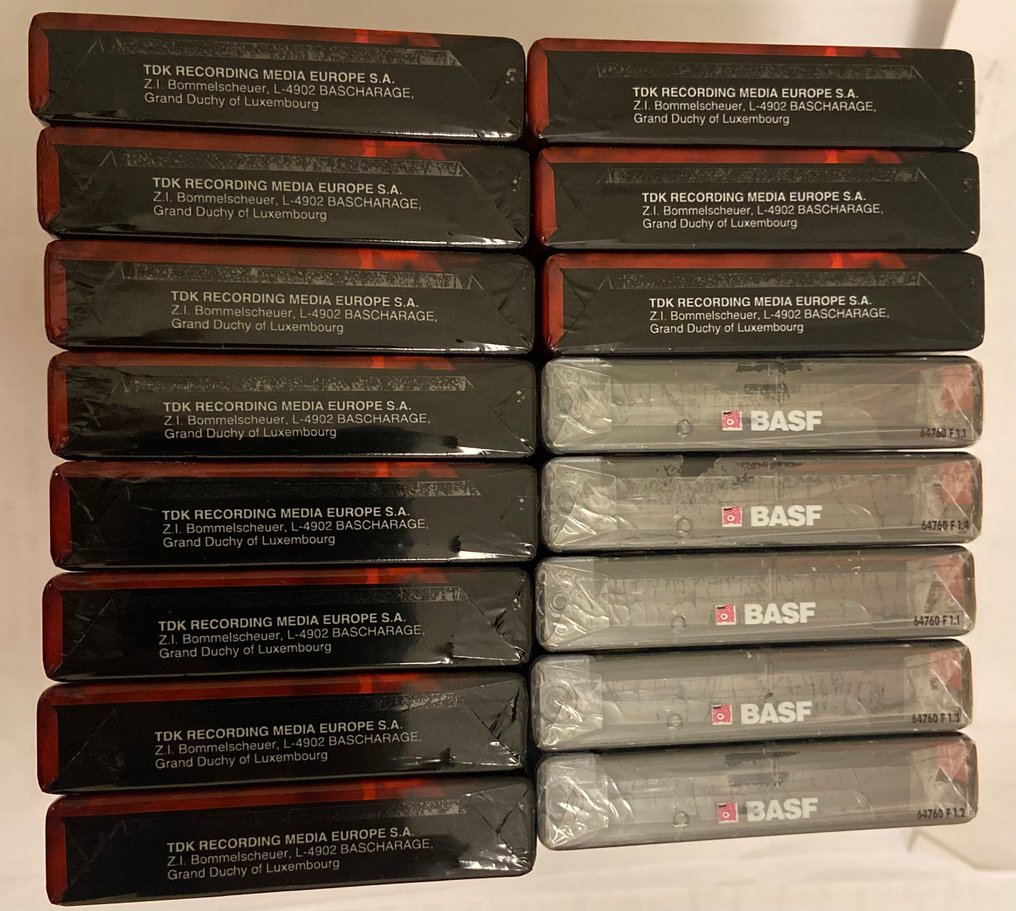 TDK RECORDING MEDIA EUROPE S.A.
Z.I. Bommelscheuer, L-4902 BASCHARAGE,
Grand Duchy of Luxembourg
TDK RECORDING MEDIA EUROPE S.A.
Z.I. Bommelscheuer, L-4902 BASCHARAGE,
Grand Duchy of Luxembourg
TDK RECORDING MEDIA EUROPE S.A.
Z.I. Bommelscheuer, L-4902 BASCHARAGE,
Grand Duchy of Luxembourg
TDK RECORDING MEDIA EUROPE S.A.
Z.I. Bommelscheuer, L-4902 BASCHARAGE,
Grand Duchy of Luxembourg
TDK RECORDING MEDIA EUROPE S.A.
Z.I. Bommelscheuer, L-4902 BASCHARAGE,
Grand Duchy of Luxembourg
TDK RECORDING MEDIA EUROPE S.A.
Z.I. Bommelscheuer, L-4902 BASCHARAGE,
Grand Duchy of Luxembourg
TDK RECORDING MEDIA EUROPE S.A.
Z.I. Bommelscheuer, L-4902 BASCHARAGE,
Grand Duchy of Luxembourg
TDK RECORDING MEDIA EUROPE S.A.
Z.I. Bommelscheuer, L-4902 BASCHARAGE,
Grand Duchy of Luxembourg
TDK RECORDING MEDIA EUROPE S.A.
Z.I. Bommelscheuer, L-4902 BASCHARAGE,
Grand Duchy of Luxembourg
TDK RECORDING MEDIA EUROPE S.A.
Z.I. Bommelscheuer, L-4902 BASCHARAGE,
Grand Duchy of Luxembourg
TDK RECORDING MEDIA EUROPE S.A.
Z.I. Bommelscheuer, L-4902 BASCHARAGE,
Grand Duchy of Luxembourg
BASF
64760 F 1.1
BASF
64760 F 1.4
BASF
64760 F 1.1
BASF
64760 F 1.3
BASF
64760 F 1.2